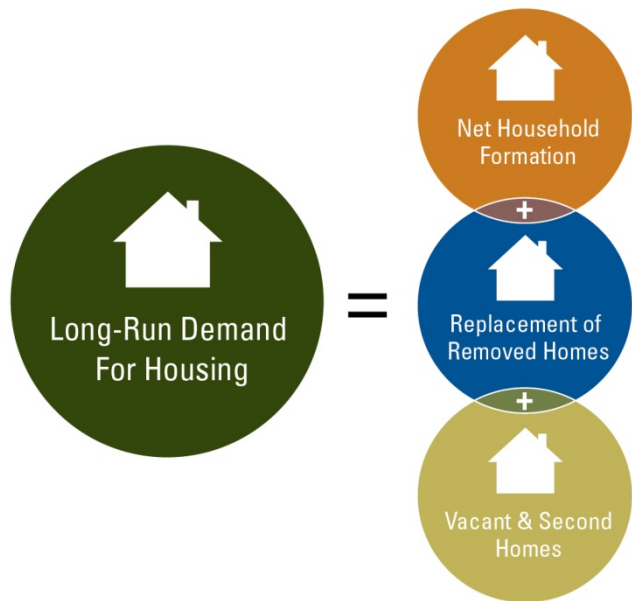 Long-Run Demand
For Housing
=
Net Household
Formation
+
Replacement of
Removed Homes
+
Vacant & Second
Homes